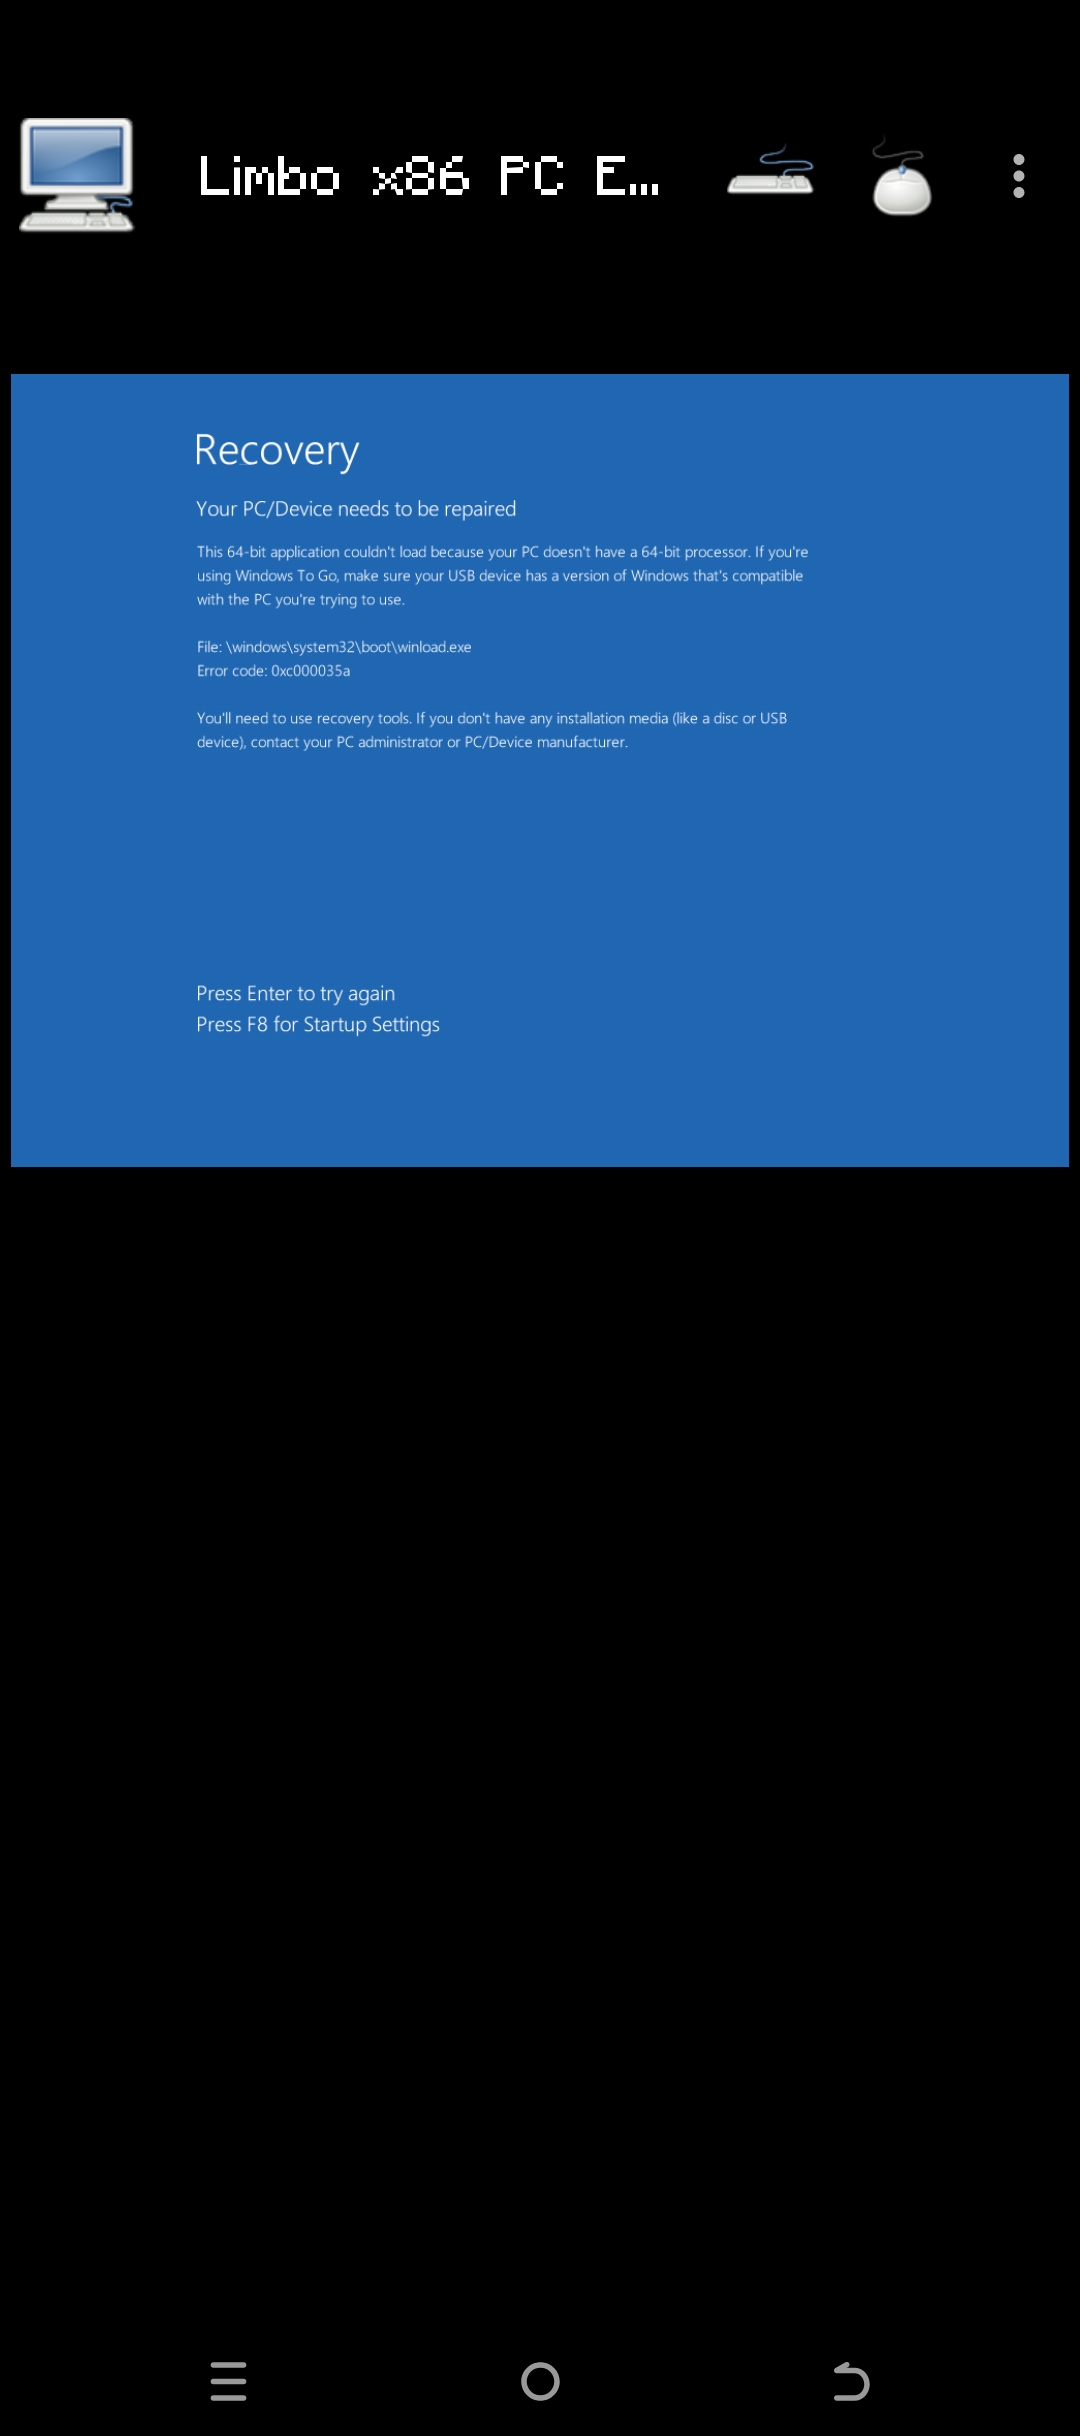 Limbo x86 PC E...
Recovery
Your PC/Device needs to be repaired
This 64-bit application couldn't load because your PC doesn't have a 64-bit processor. If you're
using Windows To Go, make sure your USB device has a version of Windows that's compatible
with the PC you're trying to use.
File: \windows\system32\boot\winload.exe
Error code: 0xc000035a
You'll need to use recovery tools. If you don't have any installation media (like a disc or USB
device), contact your PC administrator or PC/Device manufacturer.
Press Enter to try again
Press F8 for Startup Settings